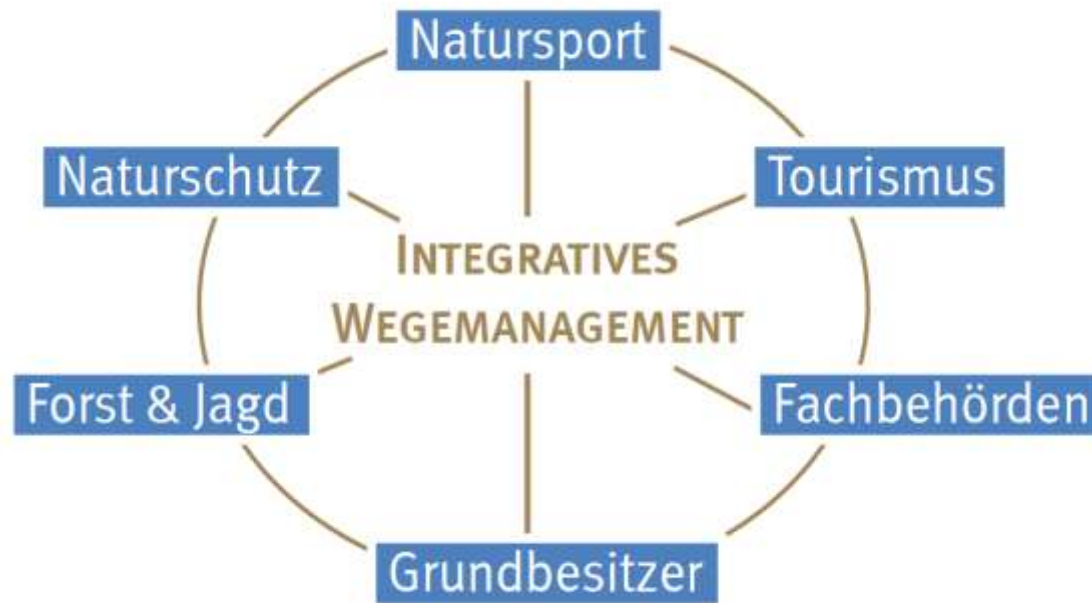 Natursport
Naturschutz
Tourismus
INTEGRATIVES
WEGEMANAGEMENT
Forst & Jagd
Fachbehörden
Grundbesitzer